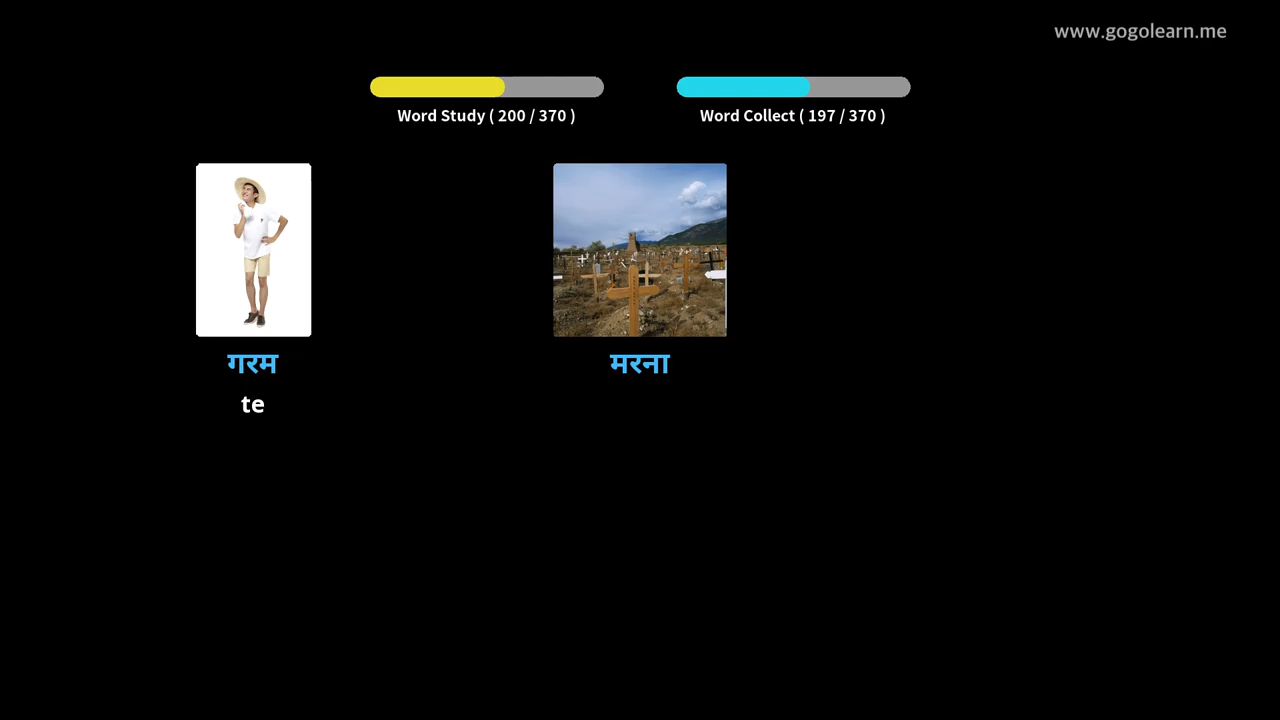 www.gogolearn.me
Word Study ( 200 / 370 )
Word Collect ( 197 / 370 )
गरम
te
मरना